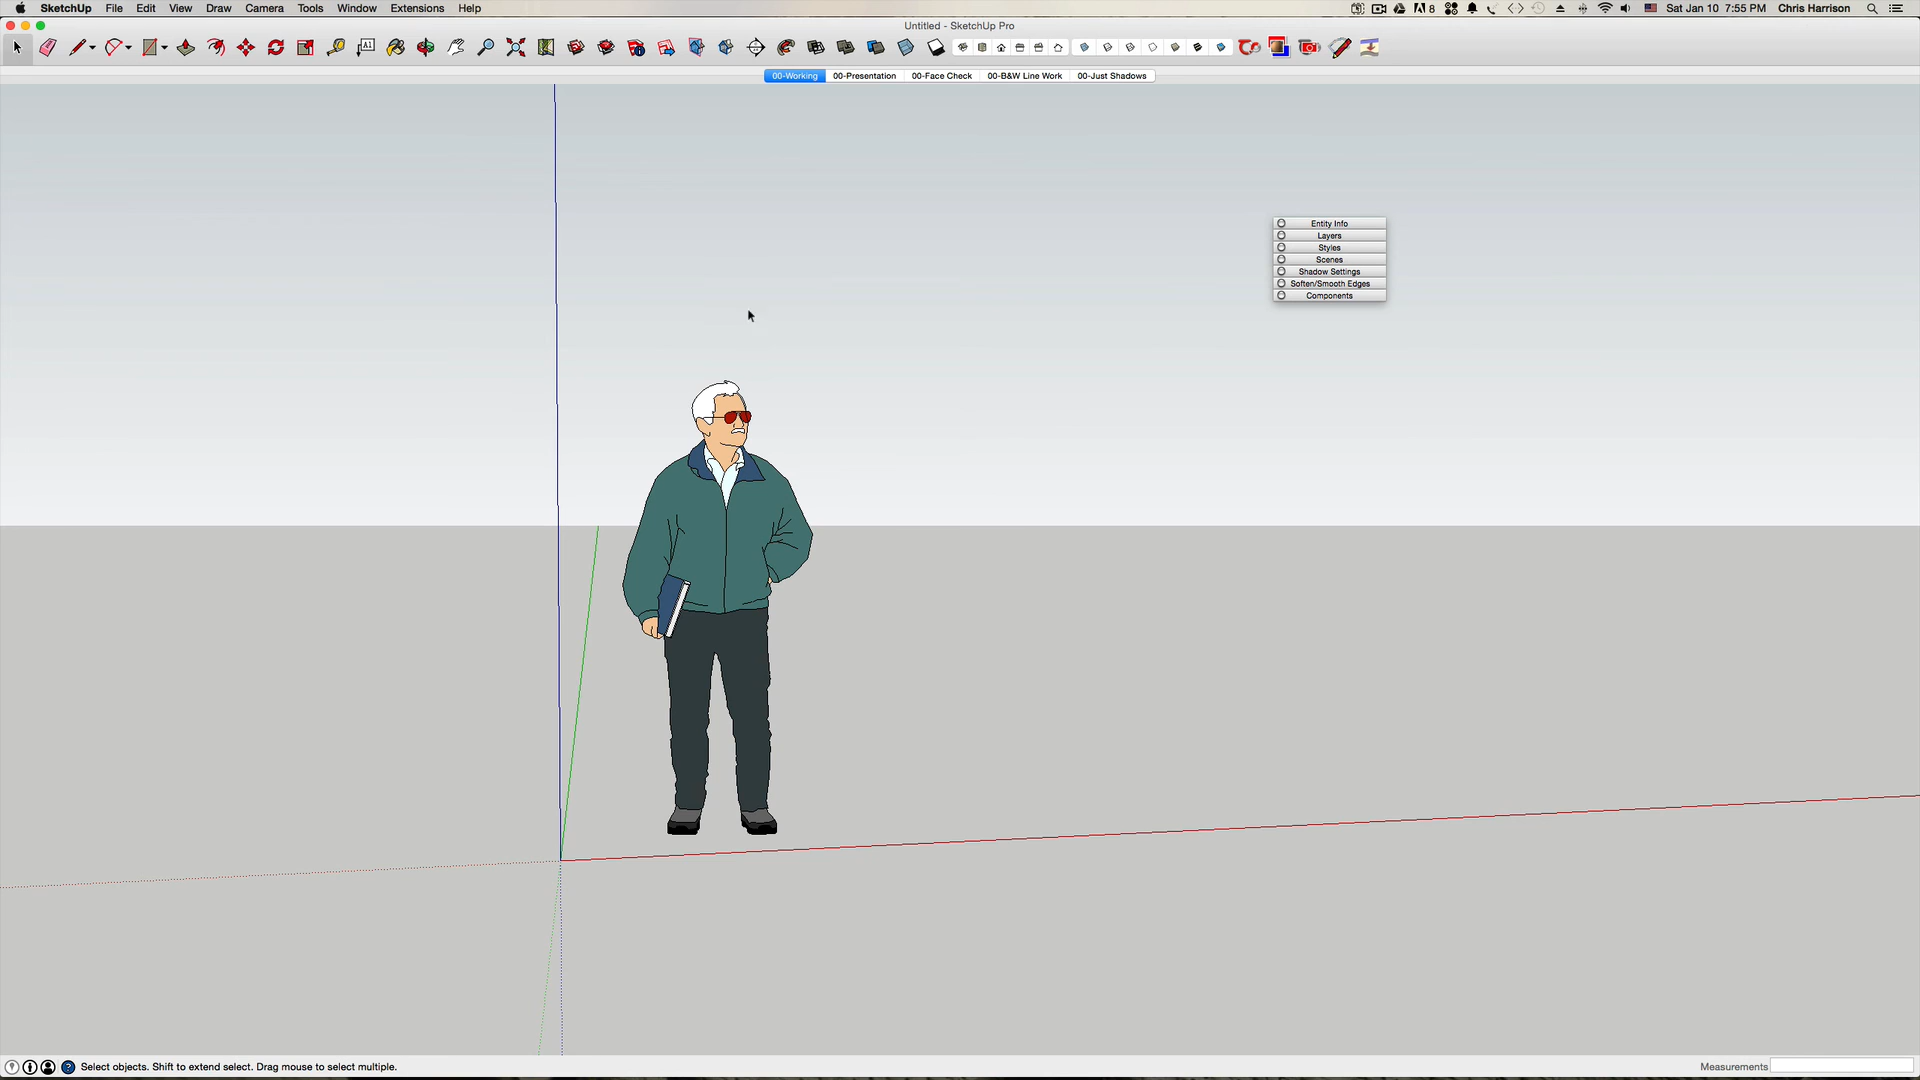 SketchUp File Edit View Draw Camera Tools Window Extensions Help 8 Sat Jan 10 7:55 PM Chris Harrison
Untitled - SketchUp Pro
A1
00-Working 00-Presentation 00-Face Check 00-B&W Line Work 00-Just Shadows
Entity Info
Layers
Styles
Scenes
Shadow Settings
Soften/Smooth Edges
Components
Select objects. Shift to extend select. Drag mouse to select multiple. Measurements